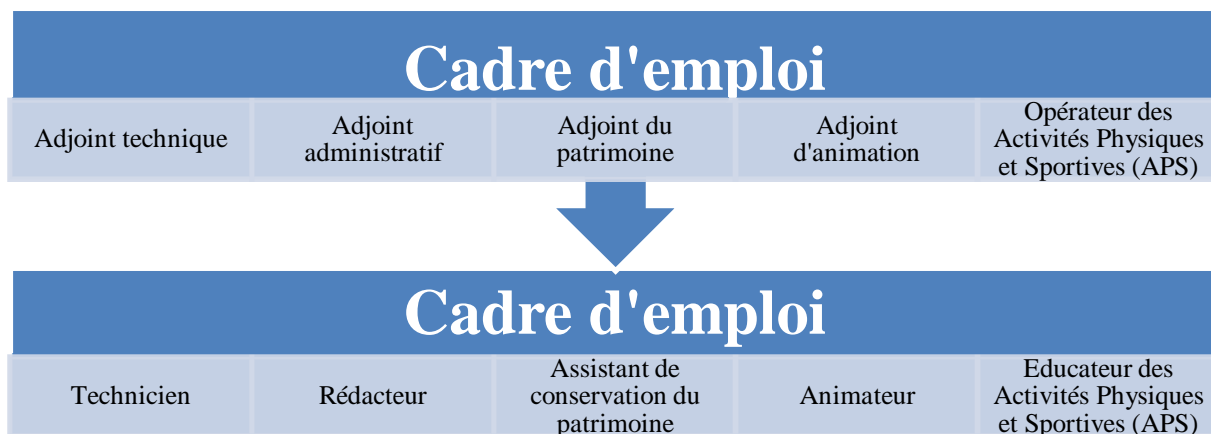 Cadre d'emploi
Adjoint technique
Adjoint
administratif
Adjoint du
patrimoine
Adjoint
d'animation
Opérateur des
Activités Physiques
et Sportives (APS)
Cadre d'emploi
Technicien
Rédacteur
Assistant de
conservation du
patrimoine
Animateur
Educateur des
Activités Physiques
et Sportives (APS)